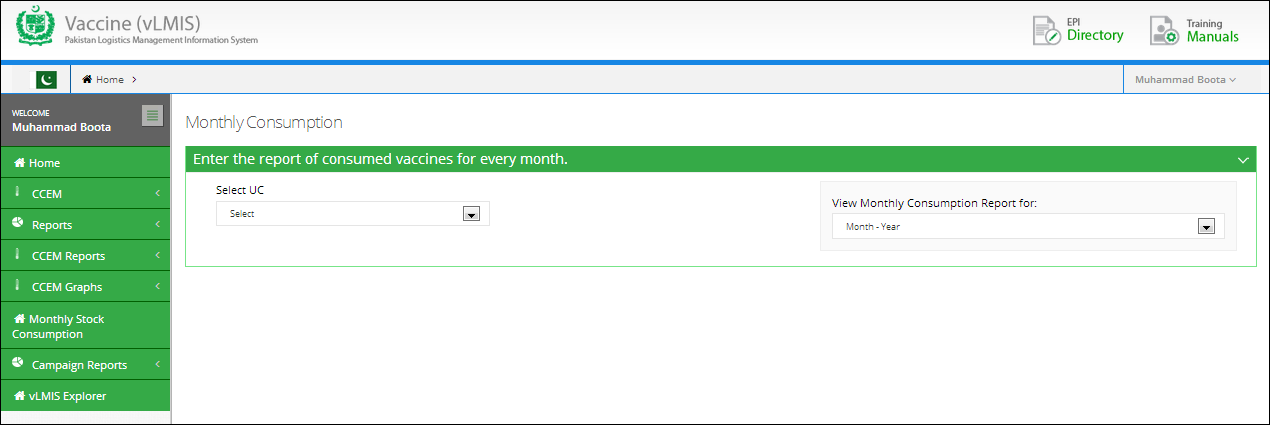 Vaccine (vLMIS)
Pakistan Logistics Management Information System
EPI
Directory
Training
Manuals
Home
Muhammad Boota
WELCOME
Muhammad Boota
Home
CCEM
Reports
CCEM Reports
CCEM Graphs
Monthly Stock
Consumption
Campaign Reports
vLMIS Explorer
Monthly Consumption
Enter the report of consumed vaccines for every month.
Select UC
Select
View Monthly Consumption Report for:
Month - Year